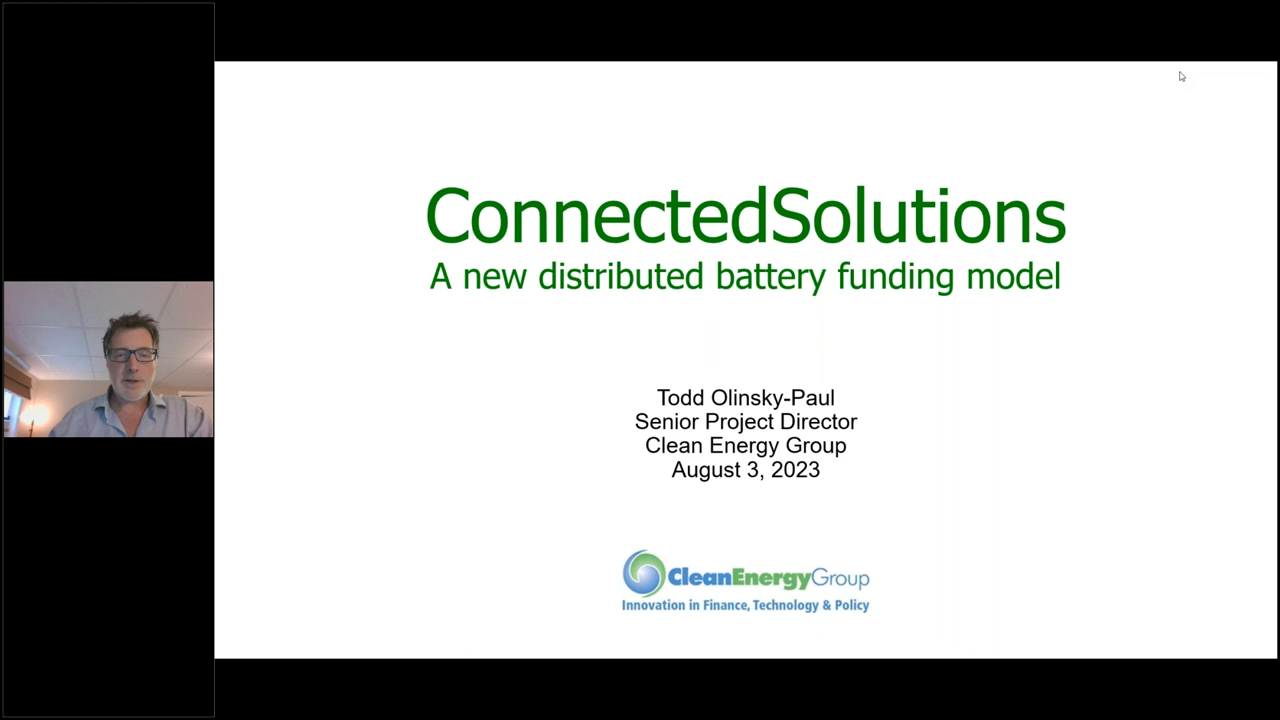 ConnectedSolutions
A new distributed battery funding model
Todd Olinsky-Paul
Senior Project Director
Clean Energy Group
August 3, 2023
CleanEnergyGroup
Innovation in Finance, Technology & Policy